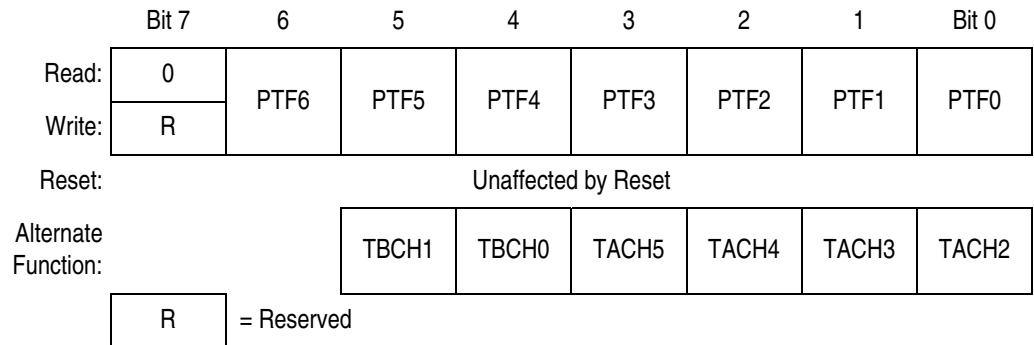 Bit 7 6 5 4 3 2 1 Bit 0
Read: 0 PTF6 PTF5 PTF4 PTF3 PTF2 PTF1 PTF0
Write: R
Reset: Unaffected by Reset
Alternate
Function: TBCH1 TBCH0 TACH5 TACH4 TACH3 TACH2
R = Reserved